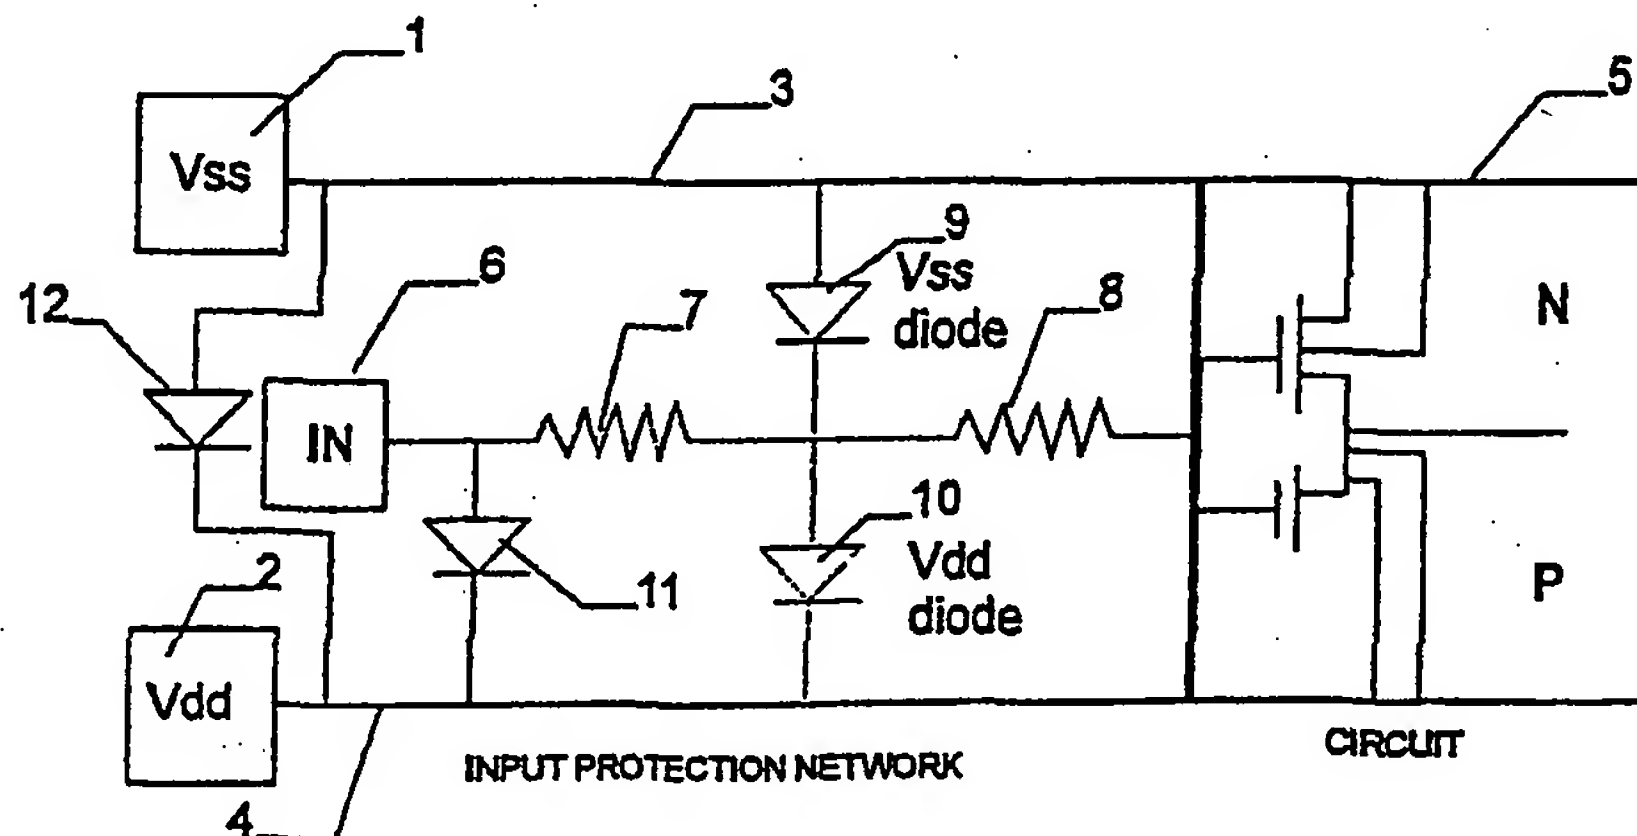 1
3
5
Vss
9
6
Vss
8
12
7
diode
N
IN
10
2
Vdd
11
P
diode
Vdd
CIRCUIT
INPUT PROTECTION NETWORK
4